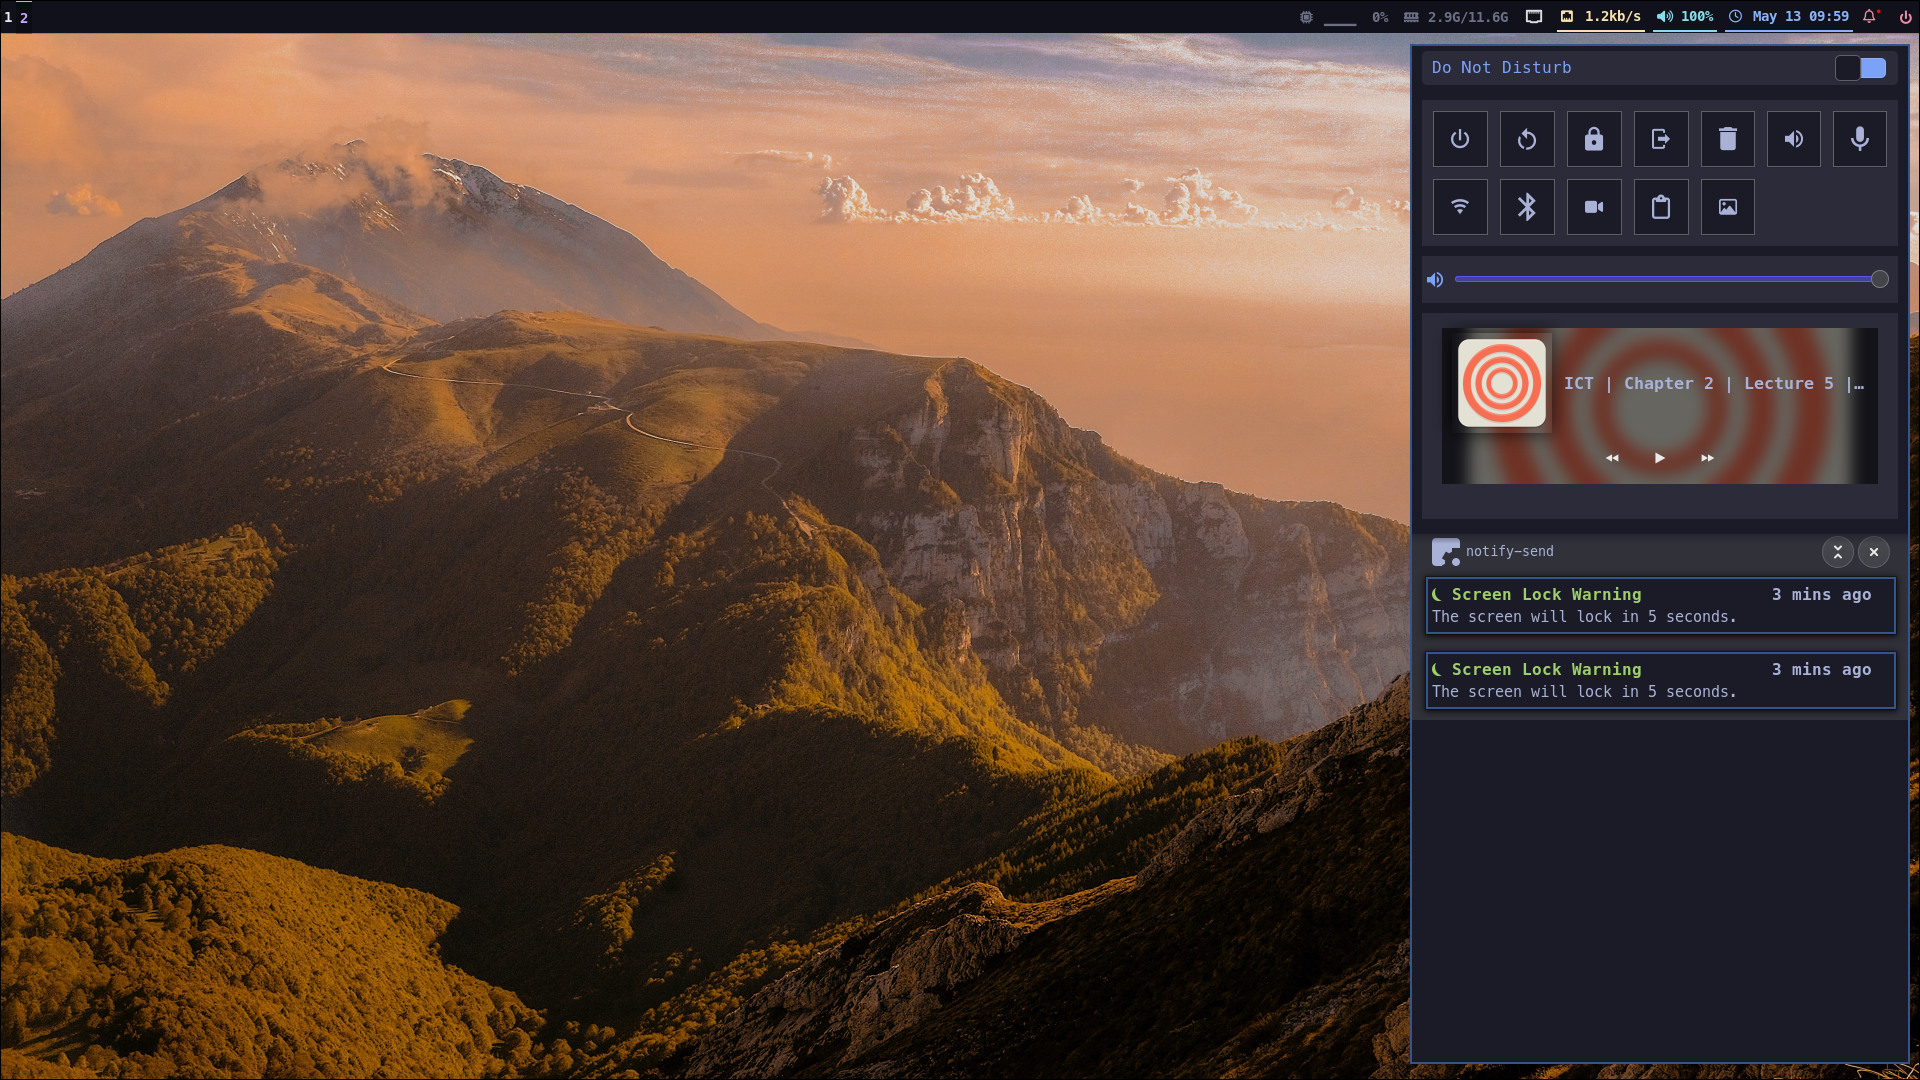 1 2 0% 2.9G/11.6G 1.2kb/s 100% May 13 09:59
Do Not Disturb
ICT | Chapter 2 | Lecture 5 |…
notify-send
Screen Lock Warning 3 mins ago
The screen will lock in 5 seconds.
Screen Lock Warning 3 mins ago
The screen will lock in 5 seconds.